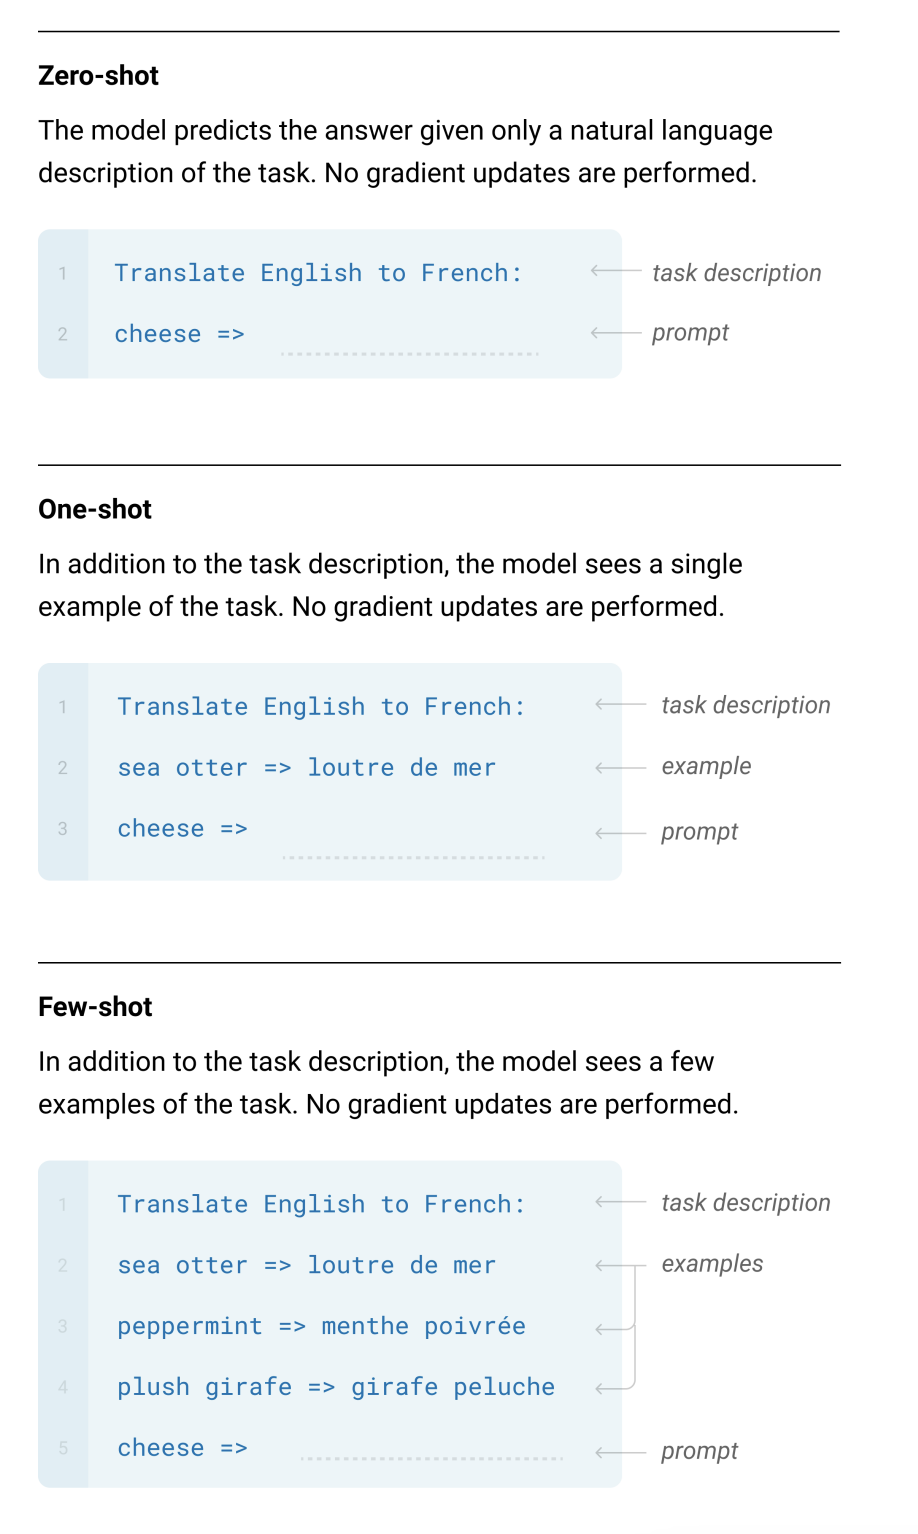 Zero-shot
The model predicts the answer given only a natural language
description of the task. No gradient updates are performed.
1 Translate English to French: task description
2 cheese => prompt
One-shot
In addition to the task description, the model sees a single
example of the task. No gradient updates are performed.
1 Translate English to French: task description
2 sea otter => loutre de mer example
3 cheese => prompt
Few-shot
In addition to the task description, the model sees a few
examples of the task. No gradient updates are performed.
1 Translate English to French: task description
2 sea otter => loutre de mer examples
3 peppermint => menthe poivrée
4 plush girafe => girafe peluche
5 cheese => prompt